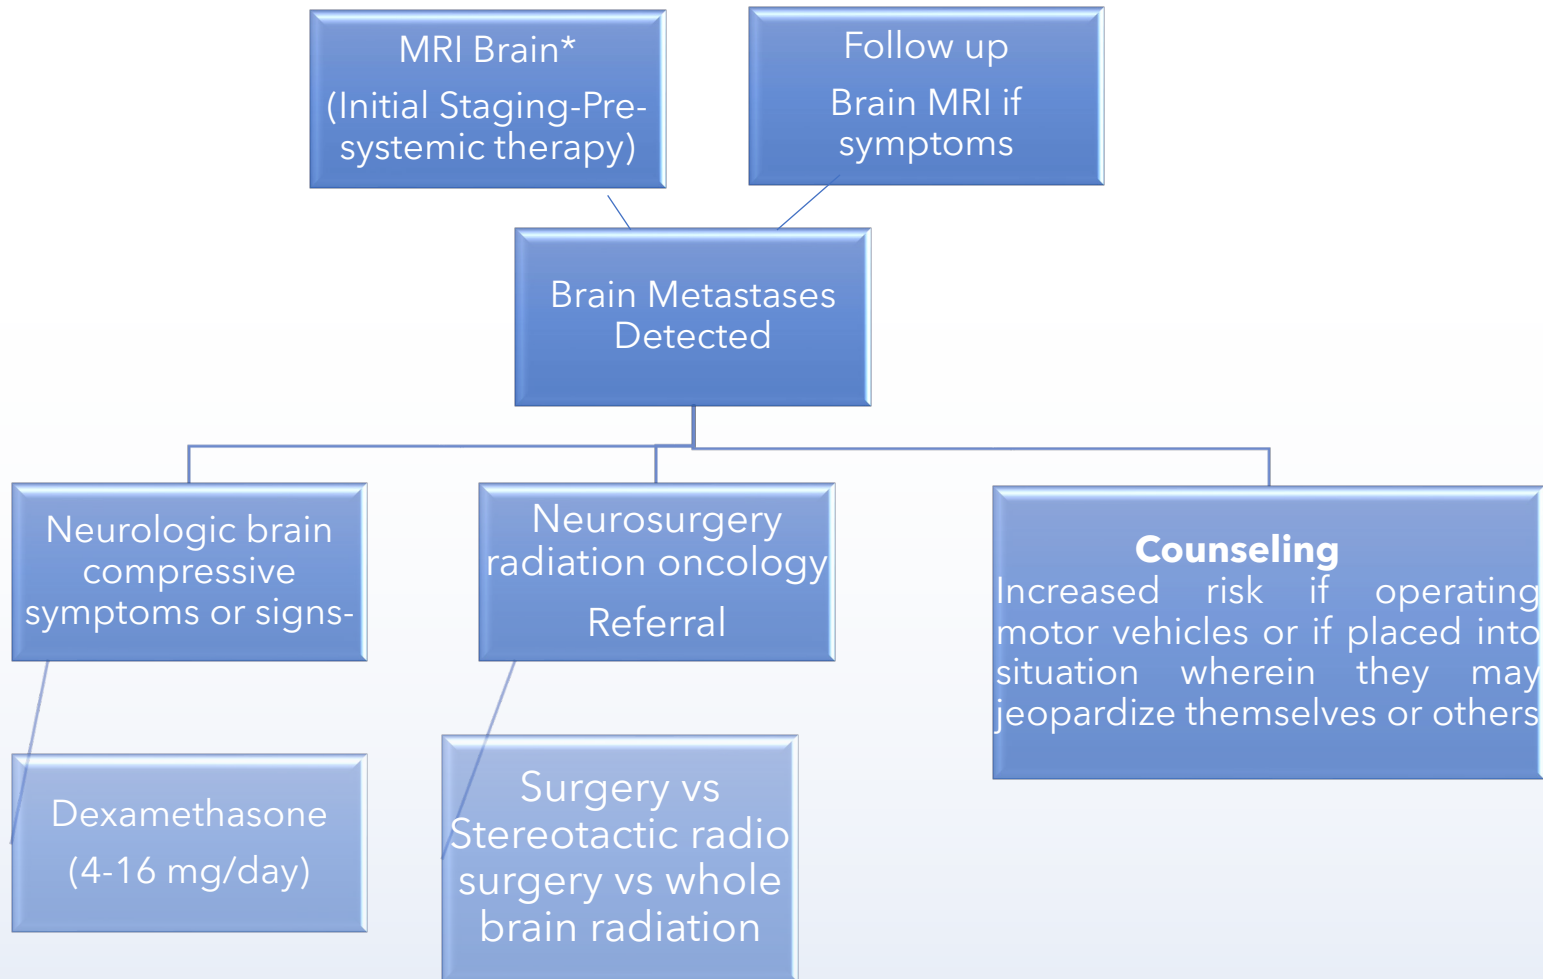 MRI Brain*
(Initial Staging-Pre-
systemic therapy)
Follow up
Brain MRI if
symptoms
Brain Metastases
Detected
Neurologic brain
compressive
symptoms or signs-
Neurosurgery
radiation oncology
Referral
Counseling
Increased risk if operating
motor vehicles or if placed into
situation wherein they may
jeopardize themselves or others
Dexamethasone
(4-16 mg/day)
Surgery vs
Stereotactic radio
surgery vs whole
brain radiation